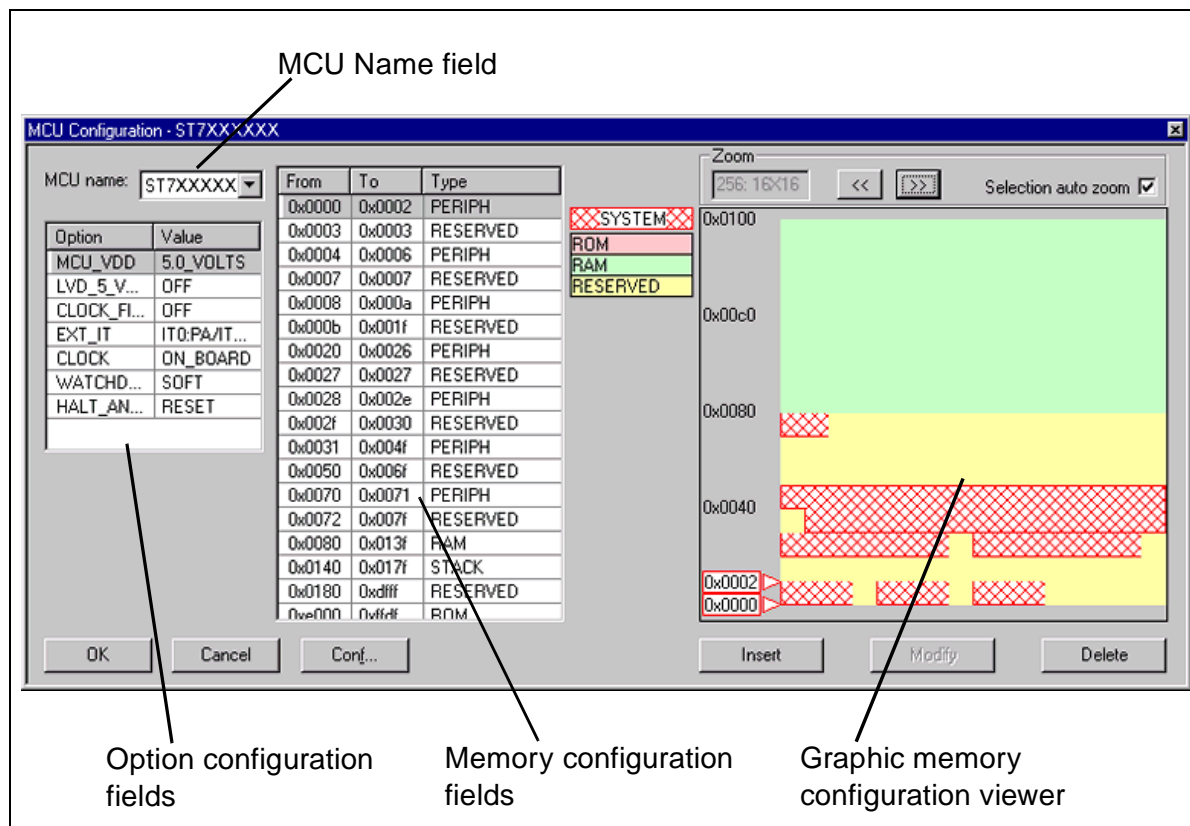 MCU Name field
MCU Configuration - ST7XXXXXX
MCU name: ST7XXXXX
Option Value
MCU_VDD 5.0_VOLTS
LVD_5_V... OFF
CLOCK_FI... OFF
EXT_IT IT0:PA/IT...
CLOCK ON_BOARD
WATCHD... SOFT
HALT_AN... RESET
From To Type
0x0000 0x0002 PERIPH
0x0003 0x0003 RESERVED
0x0004 0x0006 PERIPH
0x0007 0x0007 RESERVED
0x0008 0x000a PERIPH
0x000b 0x001f RESERVED
0x0020 0x0026 PERIPH
0x0027 0x0027 RESERVED
0x0028 0x002e PERIPH
0x002f 0x0030 RESERVED
0x0031 0x004f PERIPH
0x0050 0x006f RESERVED
0x0070 0x0071 PERIPH
0x0072 0x007f RESERVED
0x0080 0x013f RAM
0x0140 0x017f STACK
0x0180 0xdfff RESERVED
0xe000 0xffdf ROM
SYSTEM
ROM
RAM
RESERVED
Zoom
256: 16X16 << >> Selection auto zoom
0x0100
0x00c0
0x0080
0x0040
0x0002
0x0000
OK Cancel Conf... Insert Modify Delete
Option configuration
fields
Memory configuration
fields
Graphic memory
configuration viewer